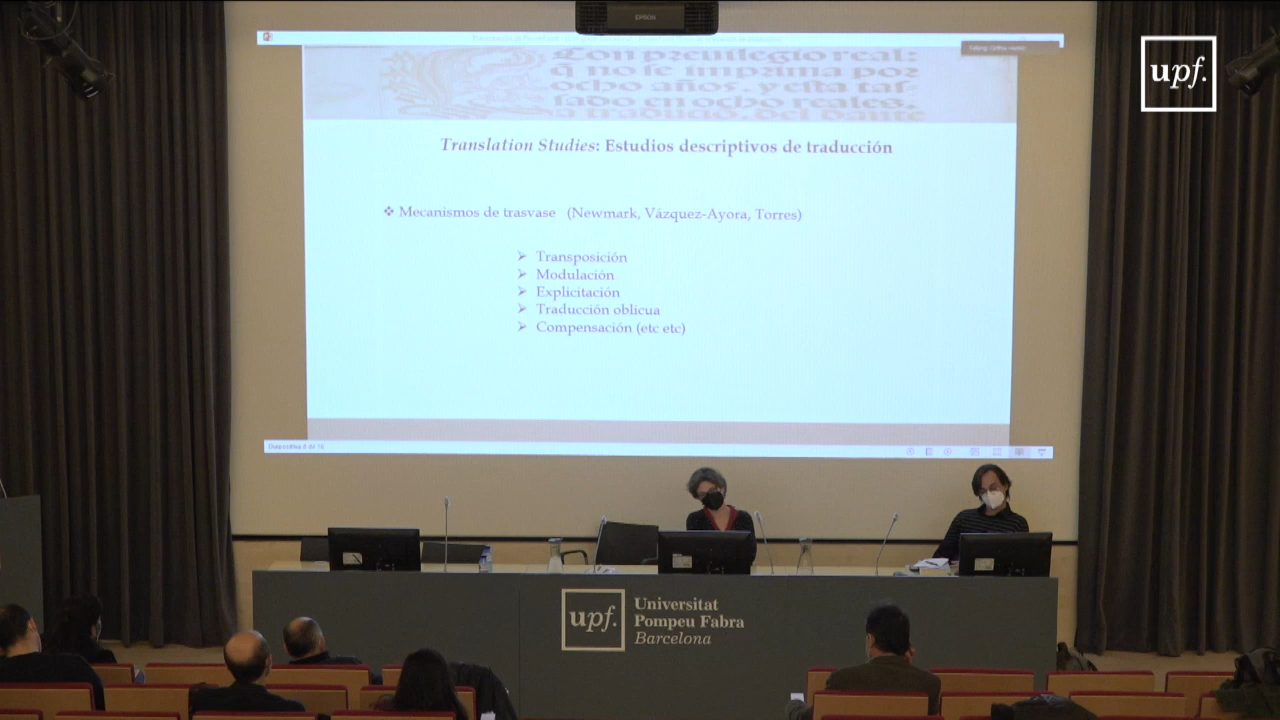 EPSON
upf.
Con preuilegio real:
q̃ no se imprima por
ocho años. y esta tas-
sado en ocho reales.
Translation Studies: Estudios descriptivos de traducción
❖ Mecanismos de trasvase (Newmark, Vázquez-Ayora, Torres)
➢ Transposición
➢ Modulación
➢ Explicitación
➢ Traducción oblicua
➢ Compensación (etc etc)
upf.
Universitat
Pompeu Fabra
Barcelona